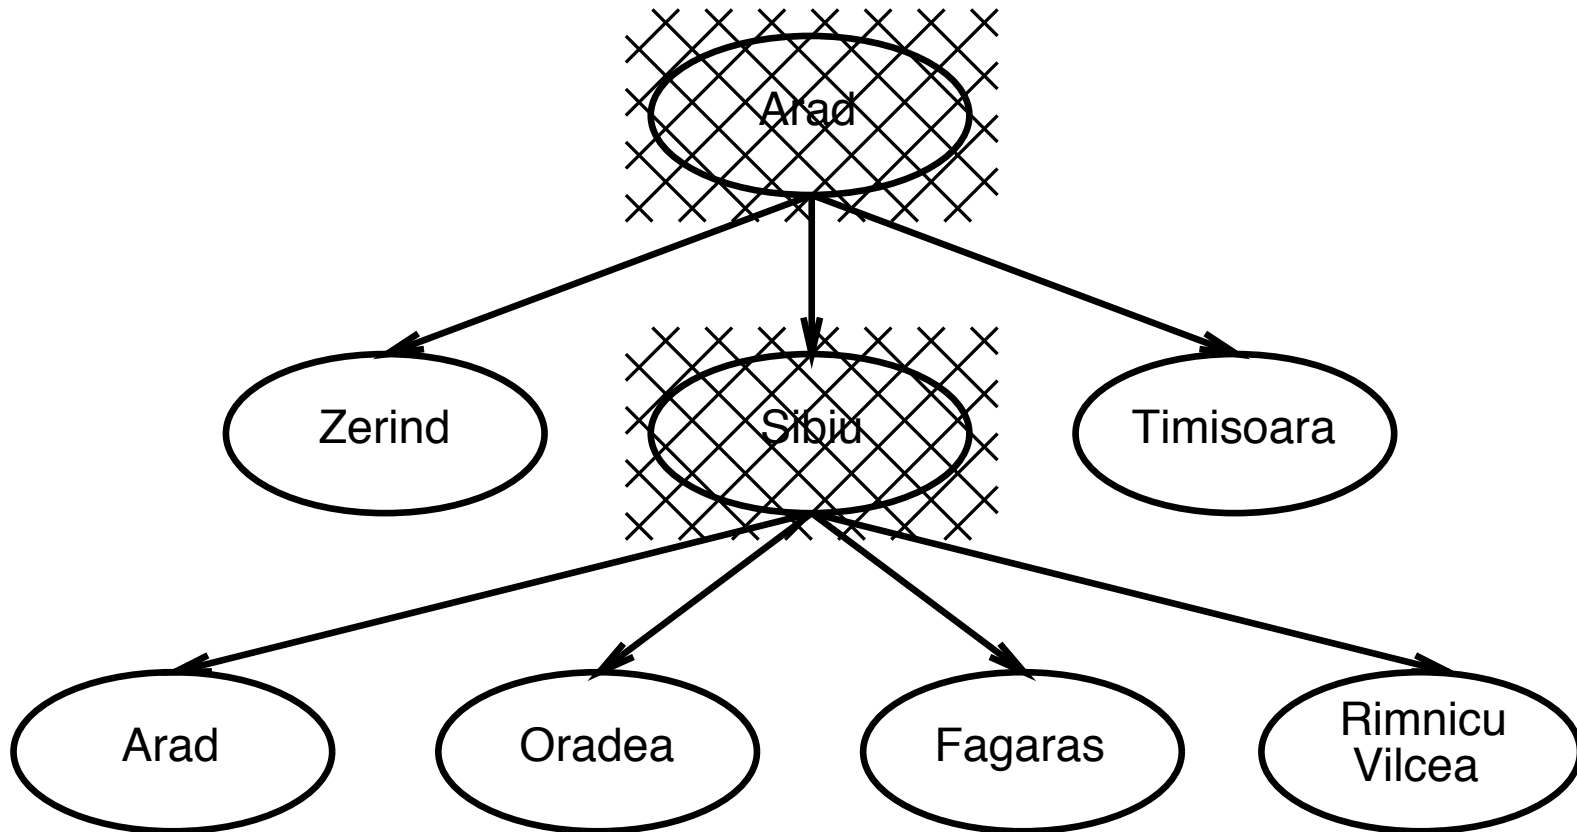 Arad
Zerind
Sibiu
Timisoara
Arad
Oradea
Fagaras
Rimnicu
Vilcea